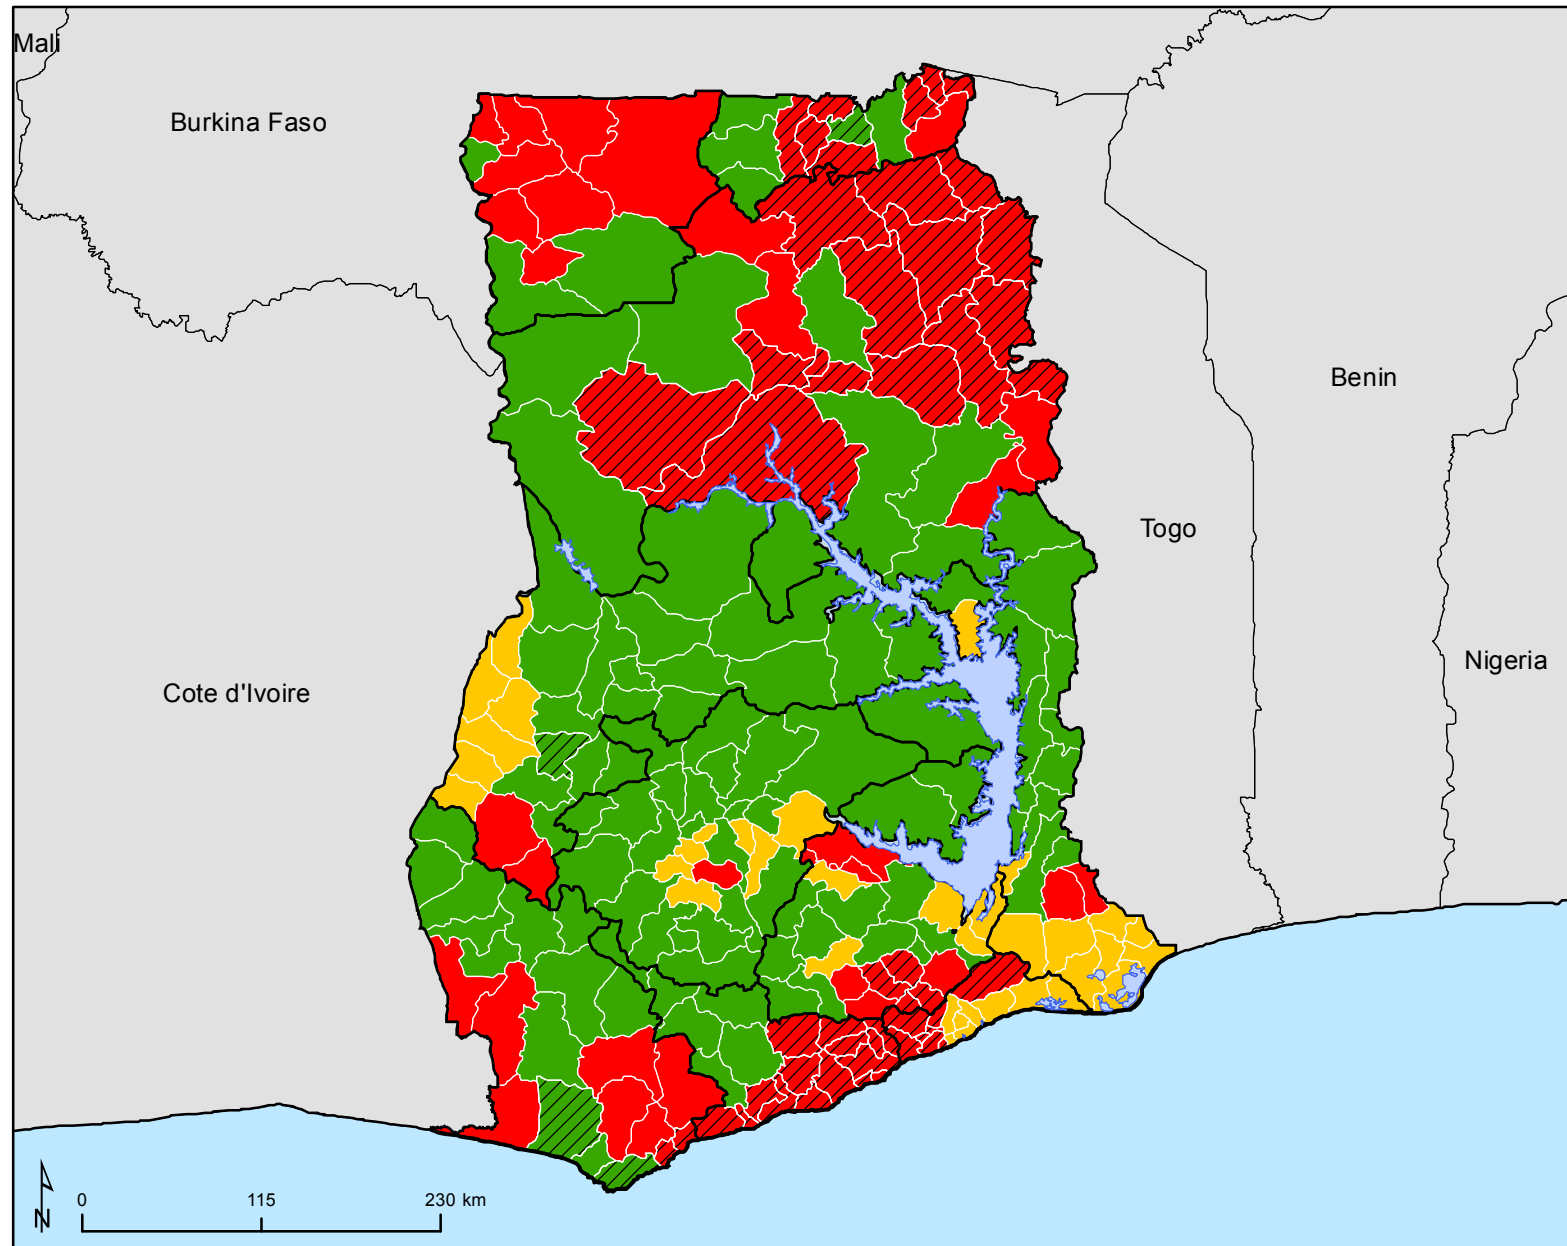 Mali
Burkina Faso
Benin
Togo
Nigeria
Cote d'Ivoire
N
0 115 230 km